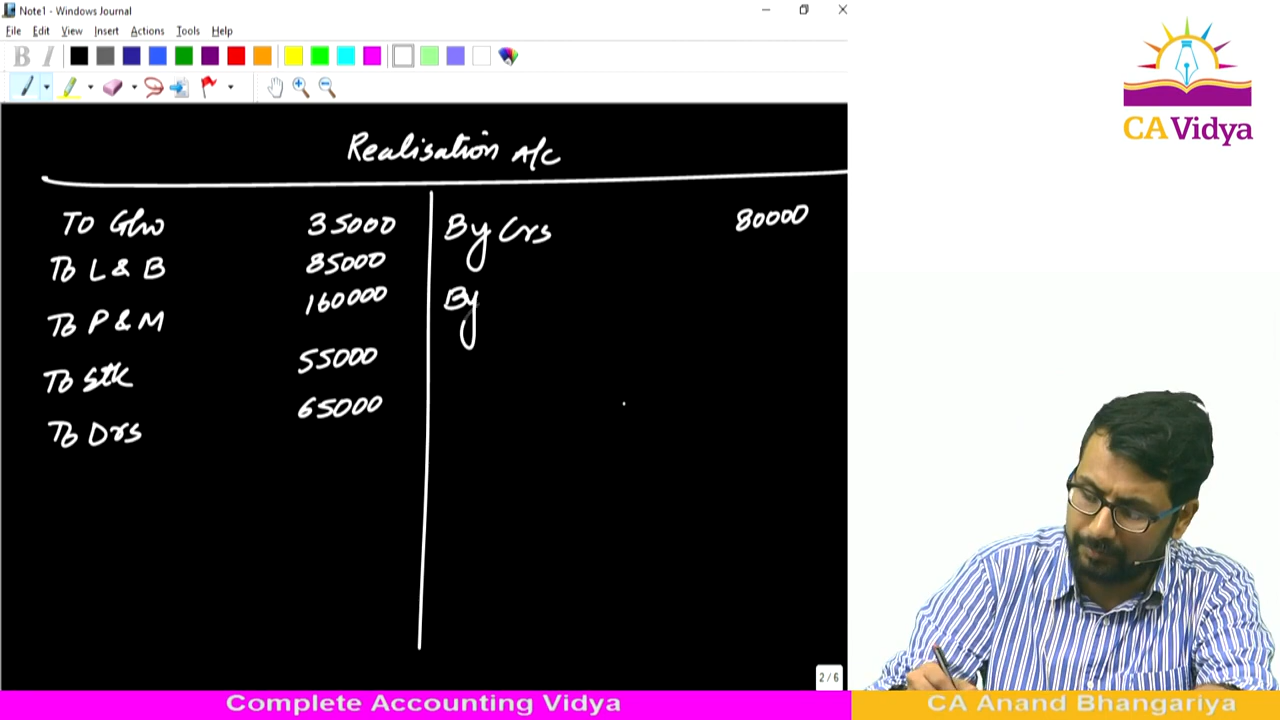 Note1 - Windows Journal
File Edit View Insert Actions Tools Help
B I
CA Vidya
Realisation A/c
To G/w 35000 By Crs 80000
To L & B 85000
To P & M 160000 By
To Stk 55000
To Drs 65000
2 / 6
Complete Accounting Vidya CA Anand Bhangariya